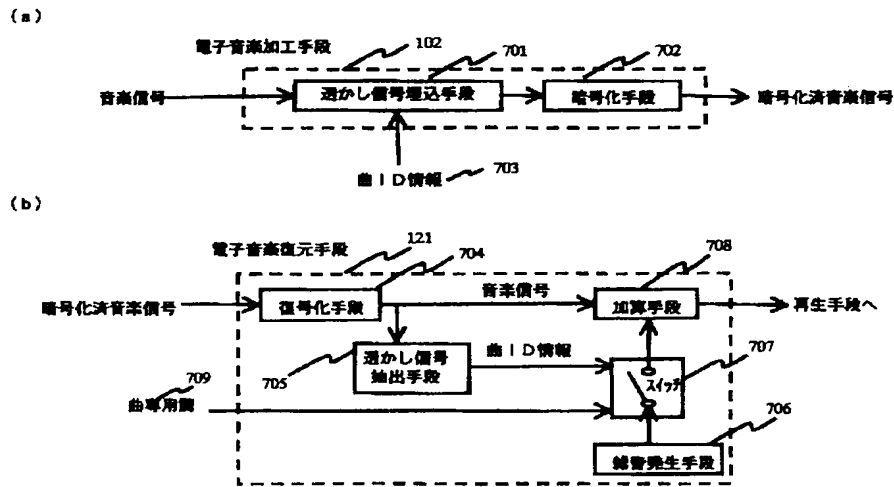 (a)
電子音楽加工手段 102 701 702
音楽信号 透かし信号埋込手段 暗号化手段 暗号化済音楽信号
曲ID情報 703
(b)
電子音楽復元手段 121 704 708
暗号化済音楽信号 復号化手段 音楽信号 加算手段 再生手段へ
705 透かし信号 曲ID情報 707
抽出手段 スイッチ
709
曲専用鍵 706
発生手段